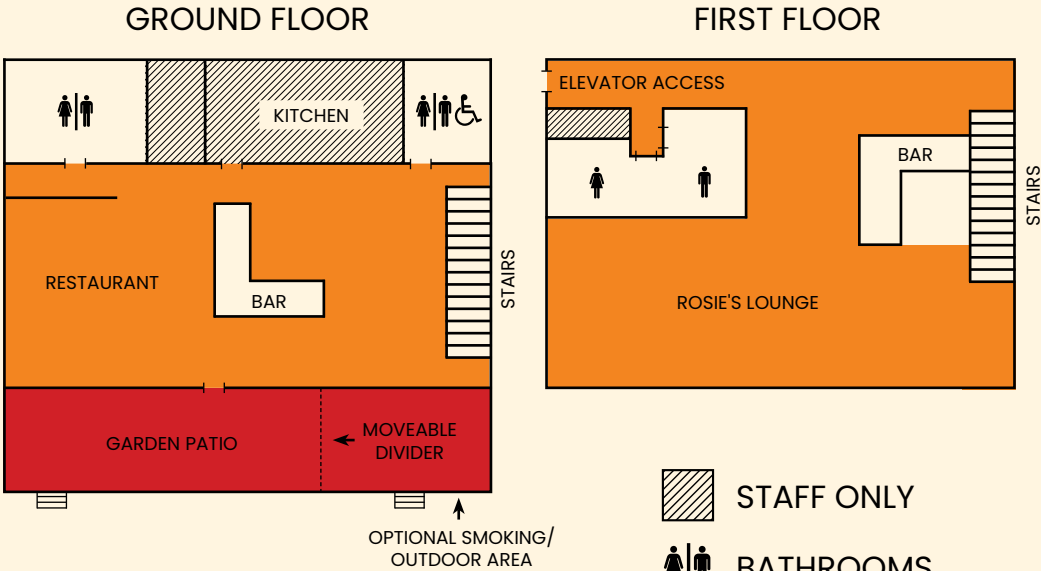 GROUND FLOOR
FIRST FLOOR
KITCHEN
RESTAURANT
BAR
STAIRS
GARDEN PATIO
MOVEABLE
DIVIDER
OPTIONAL SMOKING/
OUTDOOR AREA
ELEVATOR ACCESS
BAR
STAIRS
ROSIE'S LOUNGE
STAFF ONLY
BATHROOMS